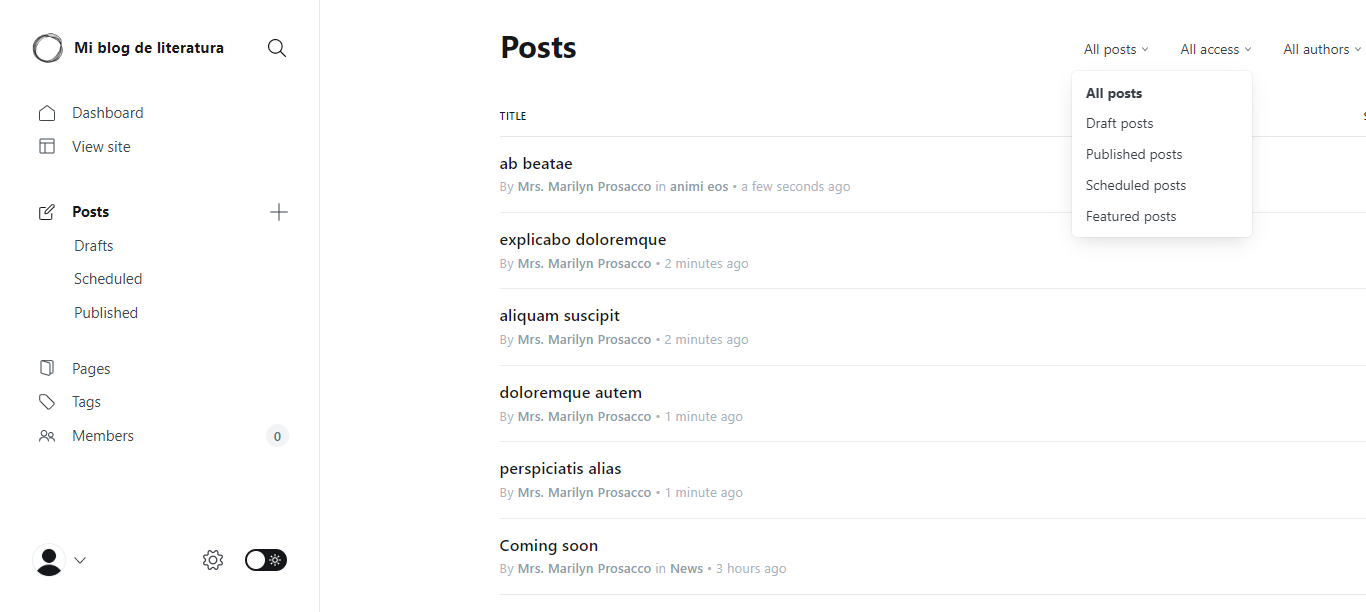 Mi blog de literatura
Dashboard
View site
Posts
Drafts
Scheduled
Published
Pages
Tags
Members 0
Posts
All posts All access All authors
All posts
Draft posts
Published posts
Scheduled posts
Featured posts
TITLE
ab beatae
By Mrs. Marilyn Prosacco in animi eos • a few seconds ago
explicabo doloremque
By Mrs. Marilyn Prosacco • 2 minutes ago
aliquam suscipit
By Mrs. Marilyn Prosacco • 2 minutes ago
doloremque autem
By Mrs. Marilyn Prosacco • 1 minute ago
perspiciatis alias
By Mrs. Marilyn Prosacco • 1 minute ago
Coming soon
By Mrs. Marilyn Prosacco in News • 3 hours ago